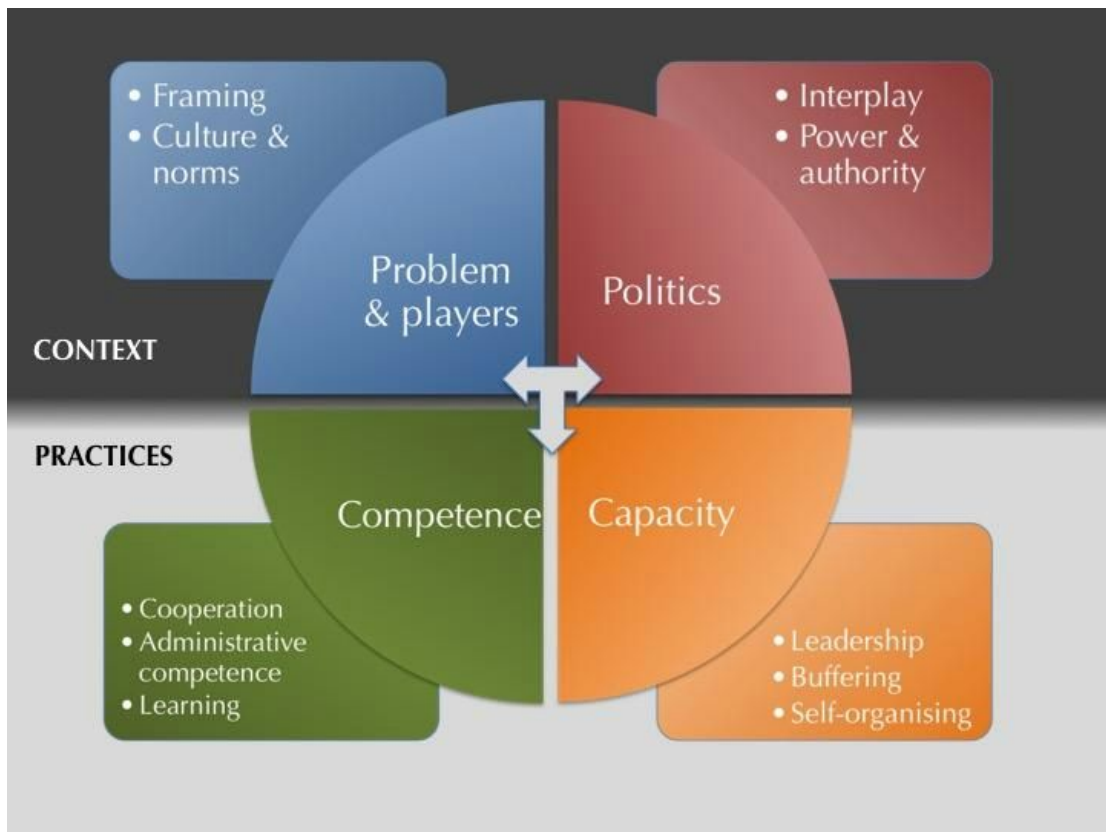 • Framing
• Culture &
norms
• Interplay
• Power &
authority
Problem
& players
Politics
CONTEXT
PRACTICES
Competence
Capacity
• Cooperation
• Administrative
competence
• Learning
• Leadership
• Buffering
• Self-organising